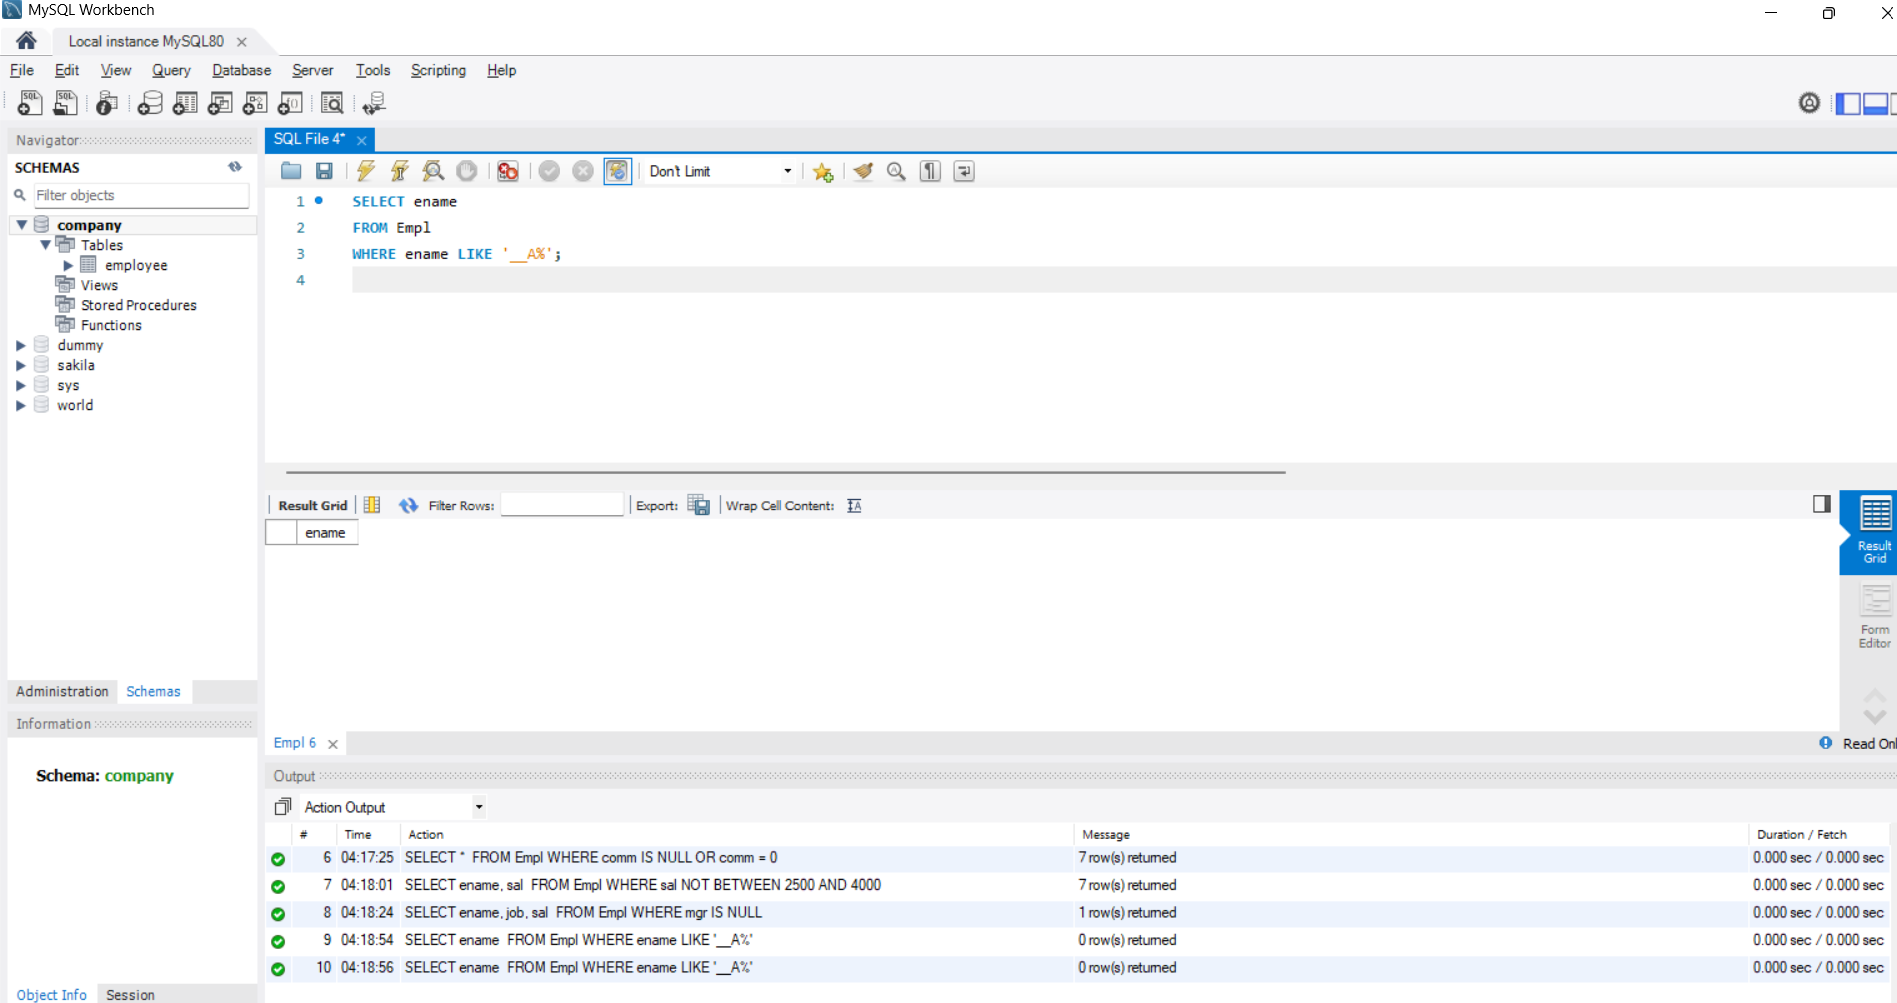 MySQL Workbench
Local instance MySQL80
File Edit View Query Database Server Tools Scripting Help
Navigator
SCHEMAS
Filter objects
company
Tables
employee
Views
Stored Procedures
Functions
dummy
sakila
sys
world
Administration Schemas
Information
Schema: company
Object Info Session
SQL File 4*
Don't Limit
1 SELECT ename
2 FROM Empl
3 WHERE ename LIKE '__A%';
4
Result Grid Filter Rows: Export: Wrap Cell Content:
ename
Result
Grid
Form
Editor
Empl 6
Read Onl
Output
Action Output
# Time Action Message Duration / Fetch
6 04:17:25 SELECT * FROM Empl WHERE comm IS NULL OR comm = 0 7 row(s) returned 0.000 sec / 0.000 sec
7 04:18:01 SELECT ename, sal FROM Empl WHERE sal NOT BETWEEN 2500 AND 4000 7 row(s) returned 0.000 sec / 0.000 sec
8 04:18:24 SELECT ename, job, sal FROM Empl WHERE mgr IS NULL 1 row(s) returned 0.000 sec / 0.000 sec
9 04:18:54 SELECT ename FROM Empl WHERE ename LIKE '__A%' 0 row(s) returned 0.000 sec / 0.000 sec
10 04:18:56 SELECT ename FROM Empl WHERE ename LIKE '__A%' 0 row(s) returned 0.000 sec / 0.000 sec